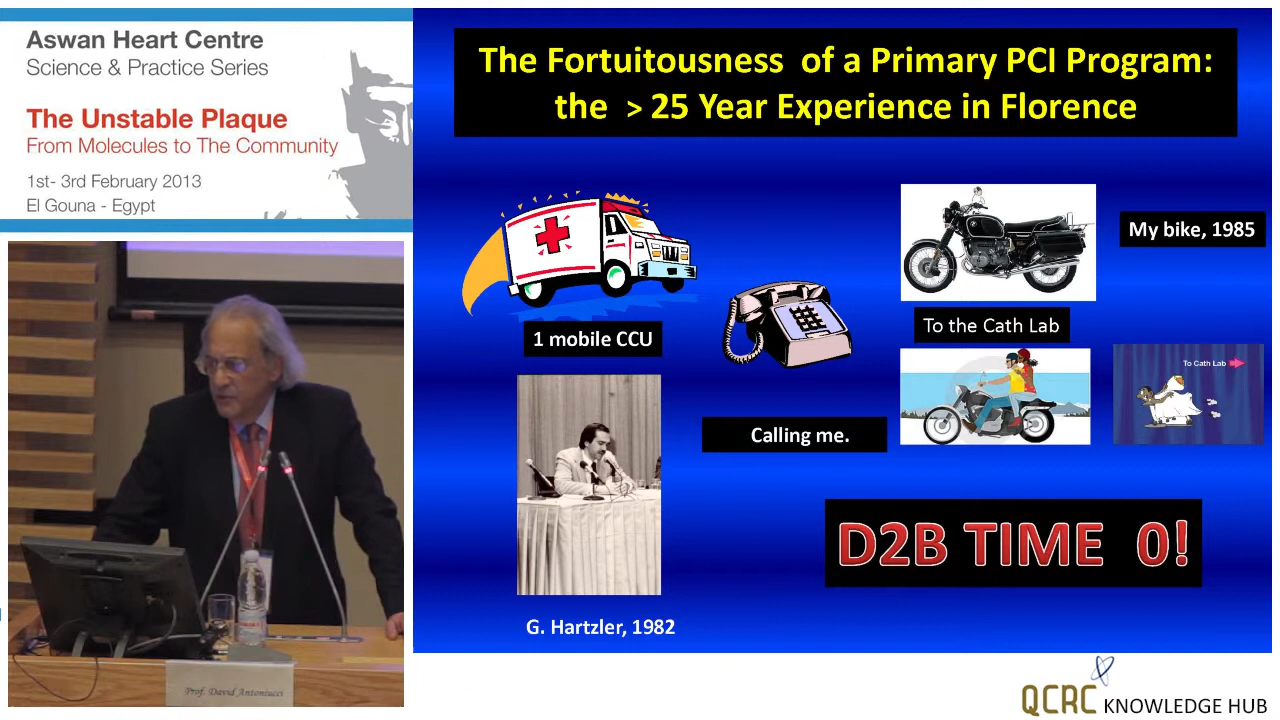 Aswan Heart Centre
Science & Practice Series
The Unstable Plaque
From Molecules to The Community
1st- 3rd February 2013
El Gouna - Egypt
The Fortuitousness of a Primary PCI Program:
the > 25 Year Experience in Florence
My bike, 1985
To the Cath Lab
1 mobile CCU
To Cath Lab
Calling me.
D2B TIME 0!
G. Hartzler, 1982
Prof. David Antoniucci
QCRC KNOWLEDGE HUB